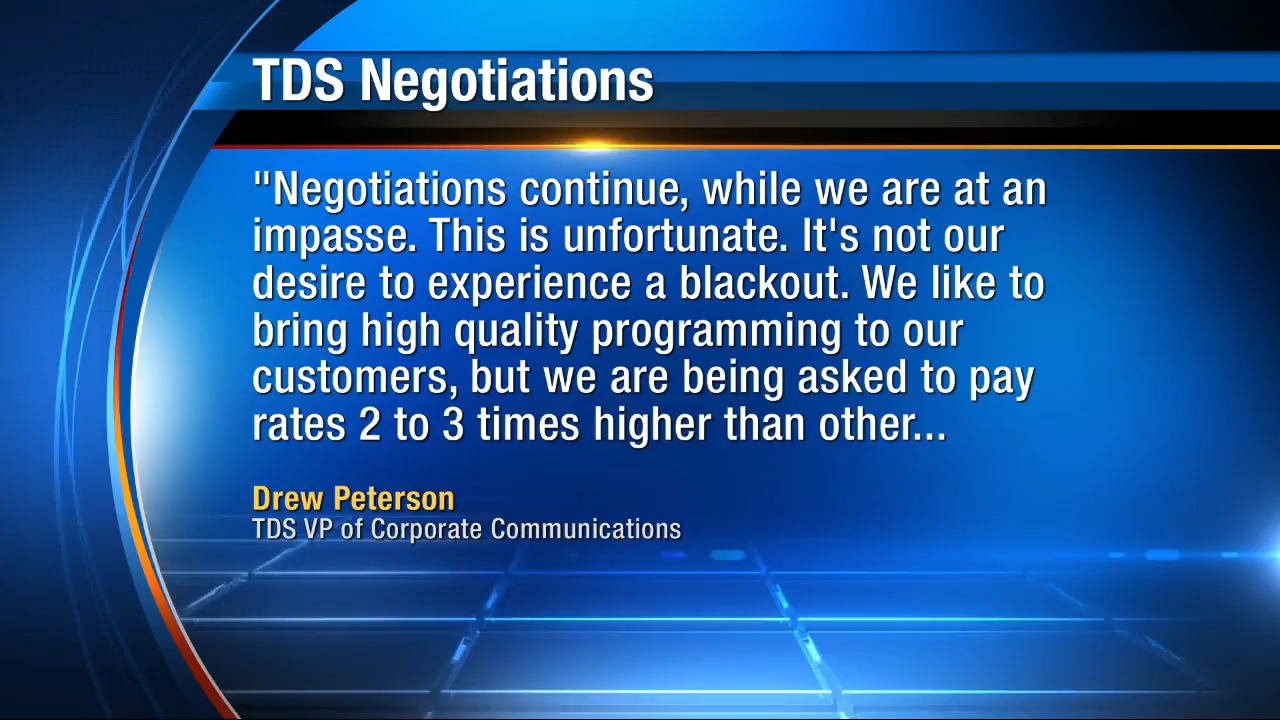 TDS Negotiations
"Negotiations continue, while we are at an
impasse. This is unfortunate. It's not our
desire to experience a blackout. We like to
bring high quality programming to our
customers, but we are being asked to pay
rates 2 to 3 times higher than other...
Drew Peterson
TDS VP of Corporate Communications